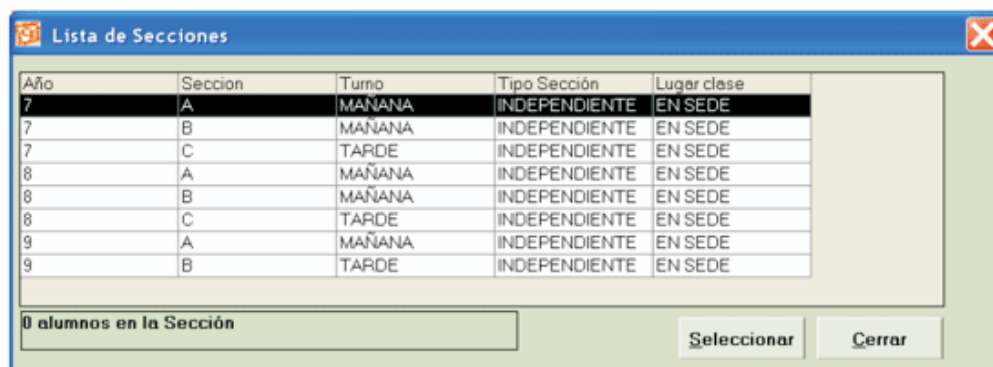 Lista de Secciones
Año Seccion Turno Tipo Sección Lugar clase
7 A MAÑANA INDEPENDIENTE EN SEDE
7 B MAÑANA INDEPENDIENTE EN SEDE
7 C TARDE INDEPENDIENTE EN SEDE
8 A MAÑANA INDEPENDIENTE EN SEDE
8 B MAÑANA INDEPENDIENTE EN SEDE
8 C TARDE INDEPENDIENTE EN SEDE
9 A MAÑANA INDEPENDIENTE EN SEDE
9 B TARDE INDEPENDIENTE EN SEDE
0 alumnos en la Sección
Seleccionar Cerrar